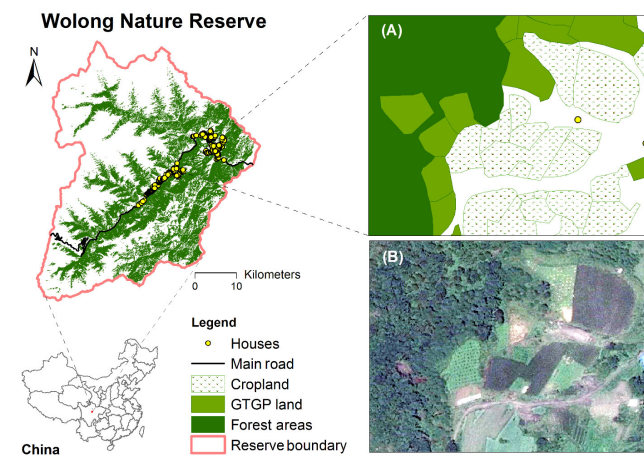 Wolong Nature Reserve
N
(A)
0 10 Kilometers
Legend
Houses
Main road
Cropland
GTGP land
Forest areas
Reserve boundary
China
(B)